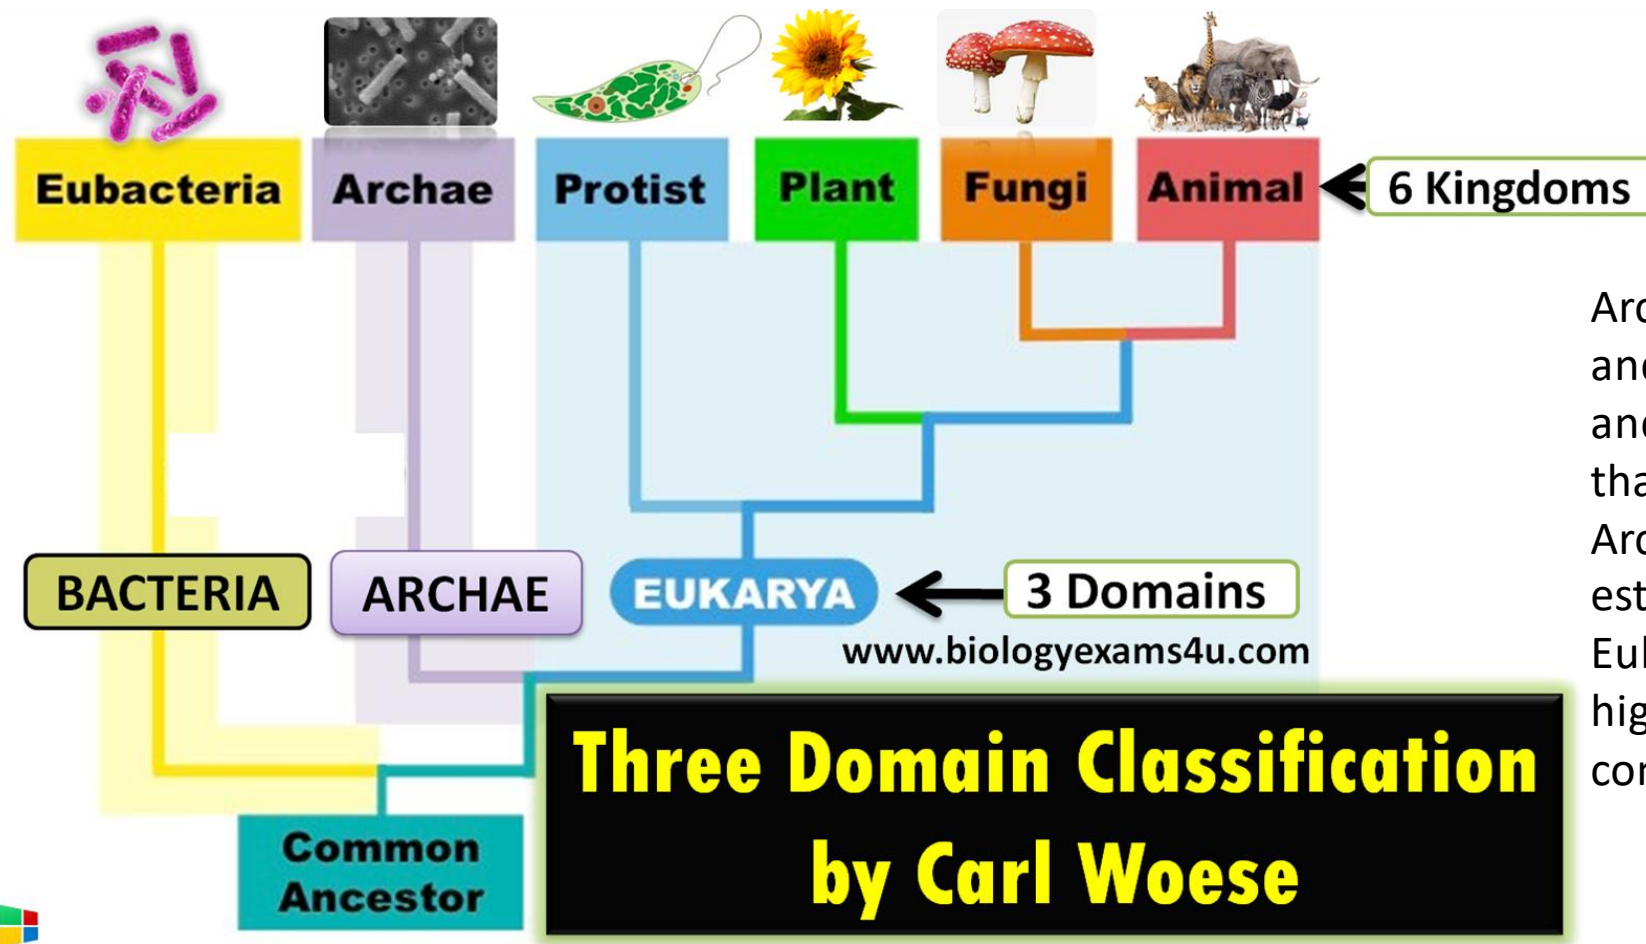 Eubacteria
Archae
Protist
Plant
Fungi
Animal
6 Kingdoms
BACTERIA
ARCHAE
EUKARYA
3 Domains
www.biologyexams4u.com
Three Domain Classification
by Carl Woese
Common
Ancestor